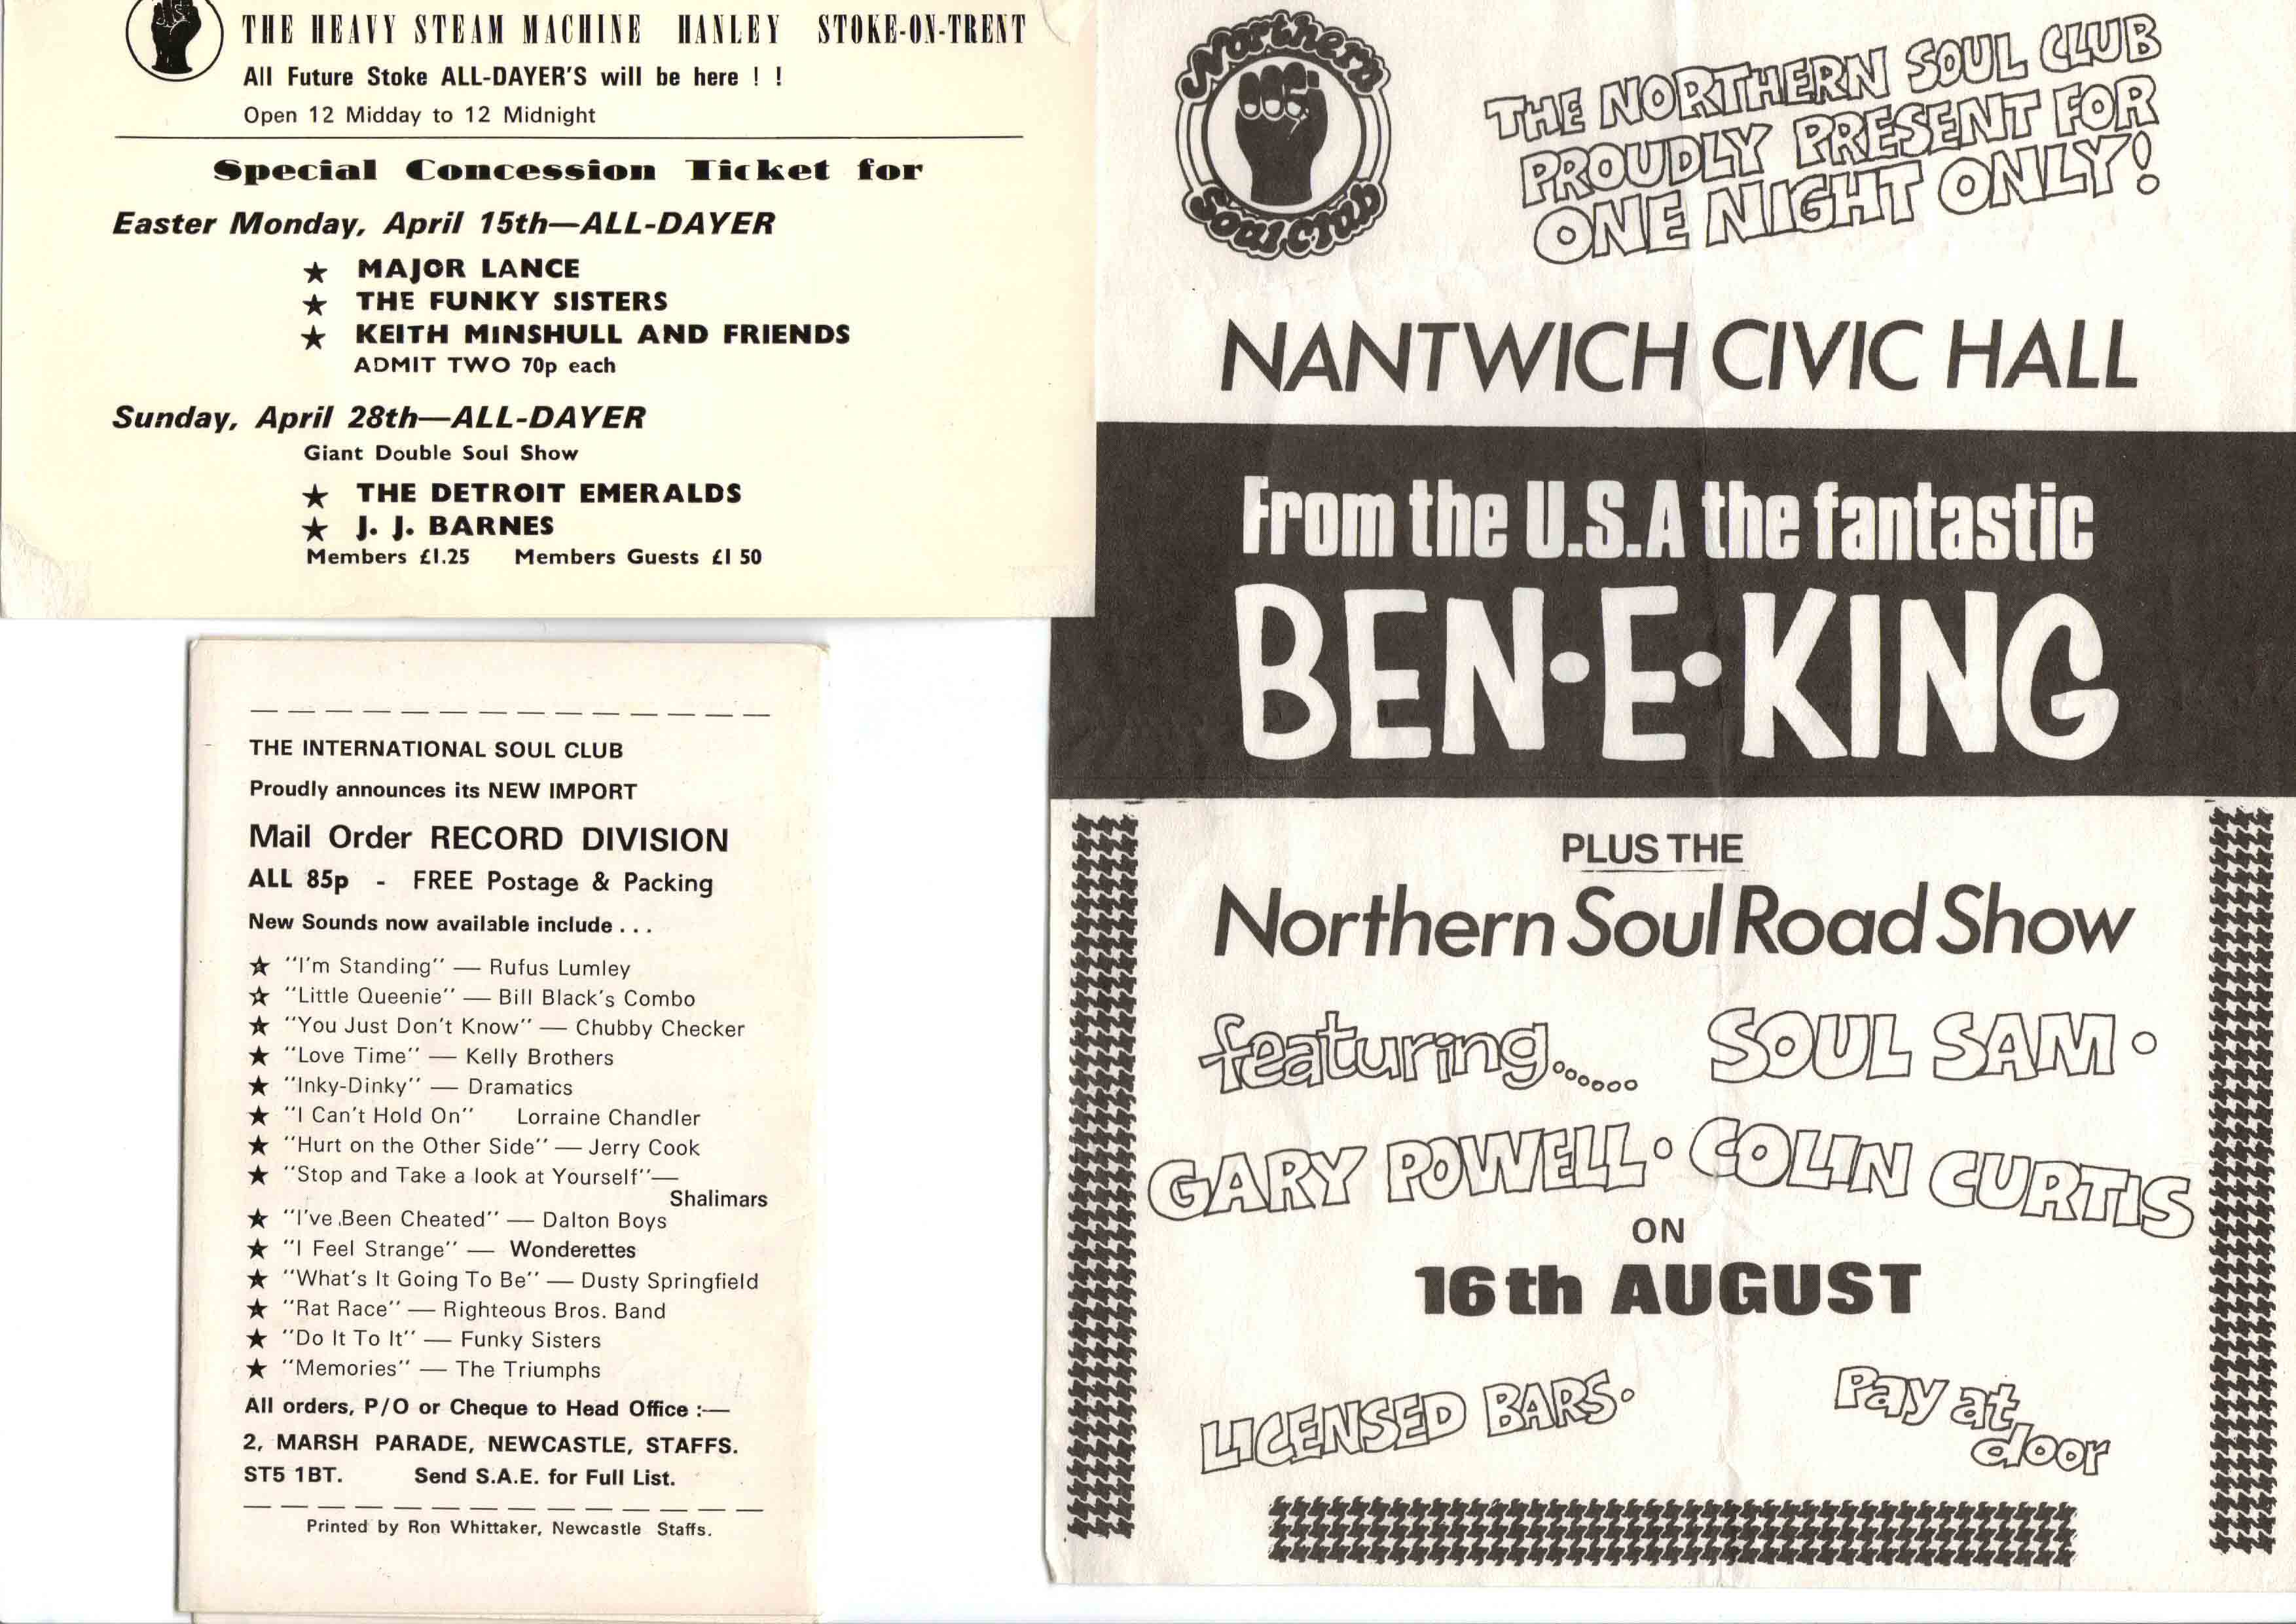 THE HEAVY STEAM MACHINE HANLEY STOKE-ON-TRENT
All Future Stoke ALL-DAYER'S will be here ! !
Open 12 Midday to 12 Midnight
Special Concession Ticket for
Easter Monday, April 15th—ALL-DAYER
★ MAJOR LANCE
★ THE FUNKY SISTERS
★ KEITH MINSHULL AND FRIENDS
ADMIT TWO 70p each
Sunday, April 28th—ALL-DAYER
Giant Double Soul Show
★ THE DETROIT EMERALDS
★ J. J. BARNES
Members £1.25 Members Guests £1 50
THE INTERNATIONAL SOUL CLUB
Proudly announces its NEW IMPORT
Mail Order RECORD DIVISION
ALL 85p - FREE Postage & Packing
New Sounds now available include . . .
★ "I'm Standing" — Rufus Lumley
★ "Little Queenie" — Bill Black's Combo
★ "You Just Don't Know" — Chubby Checker
★ "Love Time" — Kelly Brothers
★ "Inky-Dinky" — Dramatics
★ "I Can't Hold On" Lorraine Chandler
★ "Hurt on the Other Side" — Jerry Cook
★ "Stop and Take a look at Yourself"—
Shalimars
★ "I've Been Cheated" — Dalton Boys
★ "I Feel Strange" — Wonderettes
★ "What's It Going To Be" — Dusty Springfield
★ "Rat Race" — Righteous Bros. Band
★ "Do It To It" — Funky Sisters
★ "Memories" — The Triumphs
All orders, P/O or Cheque to Head Office :—
2, MARSH PARADE, NEWCASTLE, STAFFS.
ST5 1BT. Send S.A.E. for Full List.
Printed by Ron Whittaker, Newcastle Staffs.
Northern
Soul Club
THE NORTHERN SOUL CLUB
PROUDLY PRESENT FOR
ONE NIGHT ONLY!
NANTWICH CIVIC HALL
From the U.S.A the fantastic
BEN•E•KING
PLUS THE
Northern Soul Road Show
featuring...... SOUL SAM •
GARY POWELL • COLIN CURTIS
ON
16th AUGUST
LICENSED BARS •
Pay at
door